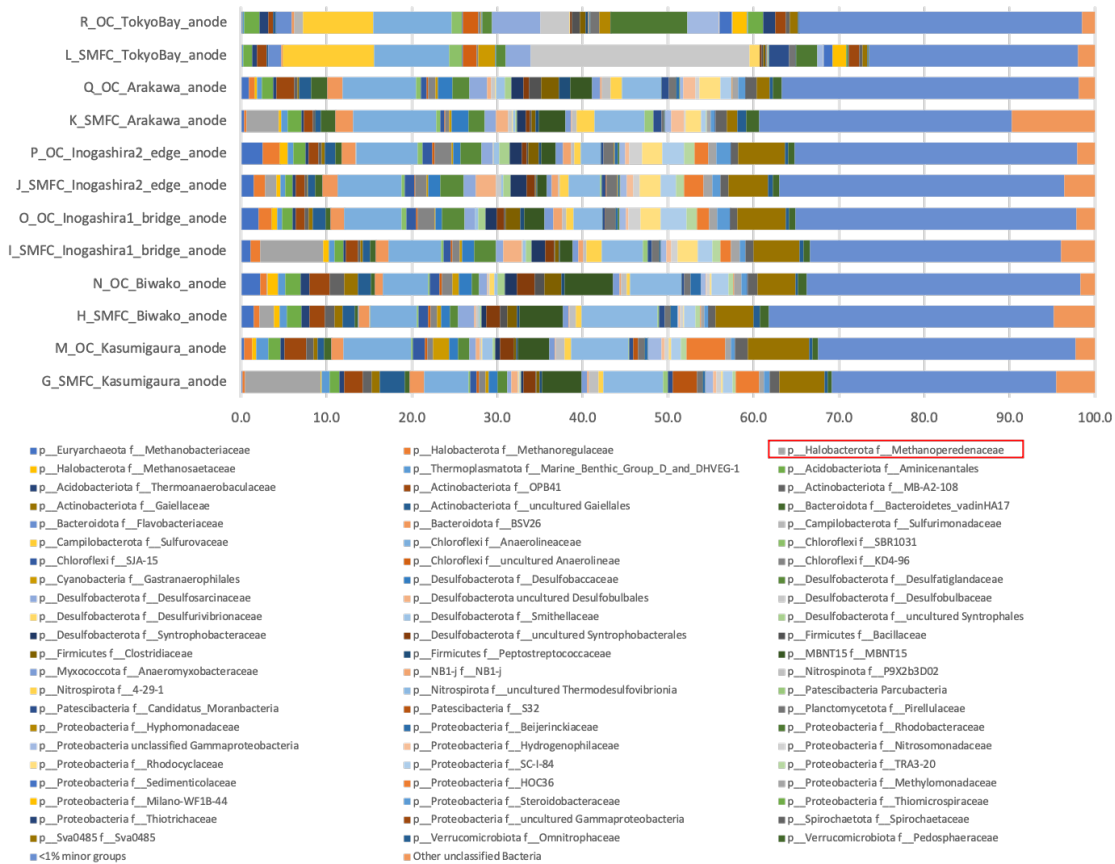 R_OC_TokyoBay_anode
L_SMFC_TokyoBay_anode
Q_OC_Arakawa_anode
K_SMFC_Arakawa_anode
P_OC_Inogashira2_edge_anode
J_SMFC_Inogashira2_edge_anode
O_OC_Inogashira1_bridge_anode
I_SMFC_Inogashira1_bridge_anode
N_OC_Biwako_anode
H_SMFC_Biwako_anode
M_OC_Kasumigaura_anode
G_SMFC_Kasumigaura_anode
0.0 10.0 20.0 30.0 40.0 50.0 60.0 70.0 80.0 90.0 100.0
p__Euryarchaeota f__Methanobacteriaceae p__Halobacterota f__Methanoregulaceae p__Halobacterota f__Methanoperedenaceae
p__Halobacterota f__Methanosaetaceae p__Thermoplasmatota f__Marine_Benthic_Group_D_and_DHVEG-1 p__Acidobacteriota f__Aminicenantales
p__Acidobacteriota f__Thermoanaerobaculaceae p__Actinobacteriota f__OPB41 p__Actinobacteriota f__MB-A2-108
p__Actinobacteriota f__Gaiellaceae p__Actinobacteriota f__uncultured Gaiellales p__Bacteroidota f__Bacteroidetes_vadinHA17
p__Bacteroidota f__Flavobacteriaceae p__Bacteroidota f__BSV26 p__Campilobacterota f__Sulfurimonadaceae
p__Campilobacterota f__Sulfurovaceae p__Chloroflexi f__Anaerolineaceae p__Chloroflexi f__SBR1031
p__Chloroflexi f__SJA-15 p__Chloroflexi f__uncultured Anaerolineae p__Chloroflexi f__KD4-96
p__Cyanobacteria f__Gastranaerophilales p__Desulfobacterota f__Desulfobaccaceae p__Desulfobacterota f__Desulfatiglandaceae
p__Desulfobacterota f__Desulfosarcinaceae p__Desulfobacterota uncultured Desulfobulbales p__Desulfobacterota f__Desulfobulbaceae
p__Desulfobacterota f__Desulfurivibrionaceae p__Desulfobacterota f__Smithellaceae p__Desulfobacterota f__uncultured Syntrophales
p__Desulfobacterota f__Syntrophobacteraceae p__Desulfobacterota f__uncultured Syntrophobacterales p__Firmicutes f__Bacillaceae
p__Firmicutes f__Clostridiaceae p__Firmicutes f__Peptostreptococcaceae p__MBNT15 f__MBNT15
p__Myxococcota f__Anaeromyxobacteraceae p__NB1-j f__NB1-j p__Nitrospinota f__P9X2b3D02
p__Nitrospirota f__4-29-1 p__Nitrospirota f__uncultured Thermodesulfovibrionia p__Patescibacteria Parcubacteria
p__Patescibacteria f__Candidatus_Moranbacteria p__Patescibacteria f__S32 p__Planctomycetota f__Pirellulaceae
p__Proteobacteria f__Hyphomonadaceae p__Proteobacteria f__Beijerinckiaceae p__Proteobacteria f__Rhodobacteraceae
p__Proteobacteria unclassified Gammaproteobacteria p__Proteobacteria f__Hydrogenophilaceae p__Proteobacteria f__Nitrosomonadaceae
p__Proteobacteria f__Rhodocyclaceae p__Proteobacteria f__SC-I-84 p__Proteobacteria f__TRA3-20
p__Proteobacteria f__Sedimenticolaceae p__Proteobacteria f__HOC36 p__Proteobacteria f__Methylomonadaceae
p__Proteobacteria f__Milano-WF1B-44 p__Proteobacteria f__Steroidobacteraceae p__Proteobacteria f__Thiomicrospiraceae
p__Proteobacteria f__Thiotrichaceae p__Proteobacteria f__uncultured Gammaproteobacteria p__Spirochaetota f__Spirochaetaceae
p__Sva0485 f__Sva0485 p__Verrucomicrobiota f__Omnitrophaceae p__Verrucomicrobiota f__Pedosphaeraceae
<1% minor groups Other unclassified Bacteria